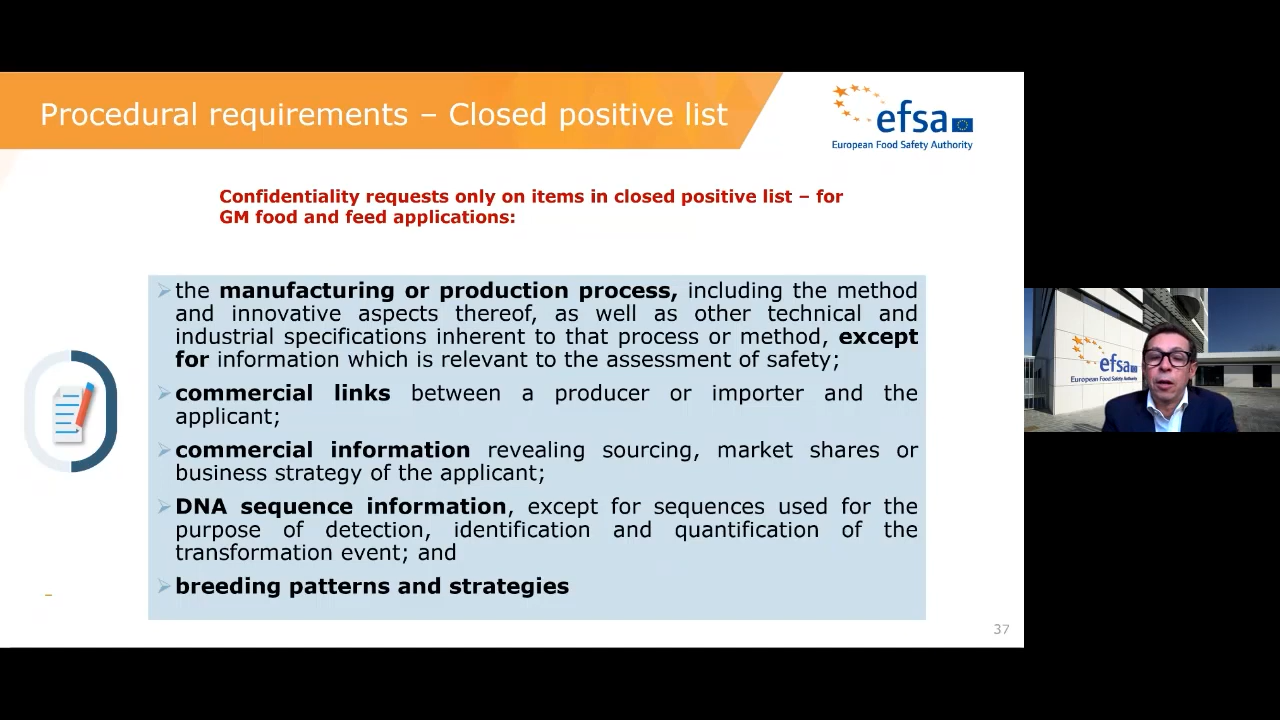 Procedural requirements – Closed positive list
efsa
European Food Safety Authority
Confidentiality requests only on items in closed positive list – for
GM food and feed applications:
the manufacturing or production process, including the method
and innovative aspects thereof, as well as other technical and
industrial specifications inherent to that process or method, except
for information which is relevant to the assessment of safety;
commercial links between a producer or importer and the
applicant;
commercial information revealing sourcing, market shares or
business strategy of the applicant;
DNA sequence information, except for sequences used for the
purpose of detection, identification and quantification of the
transformation event; and
breeding patterns and strategies
37
efsa
European Food Safety Authority